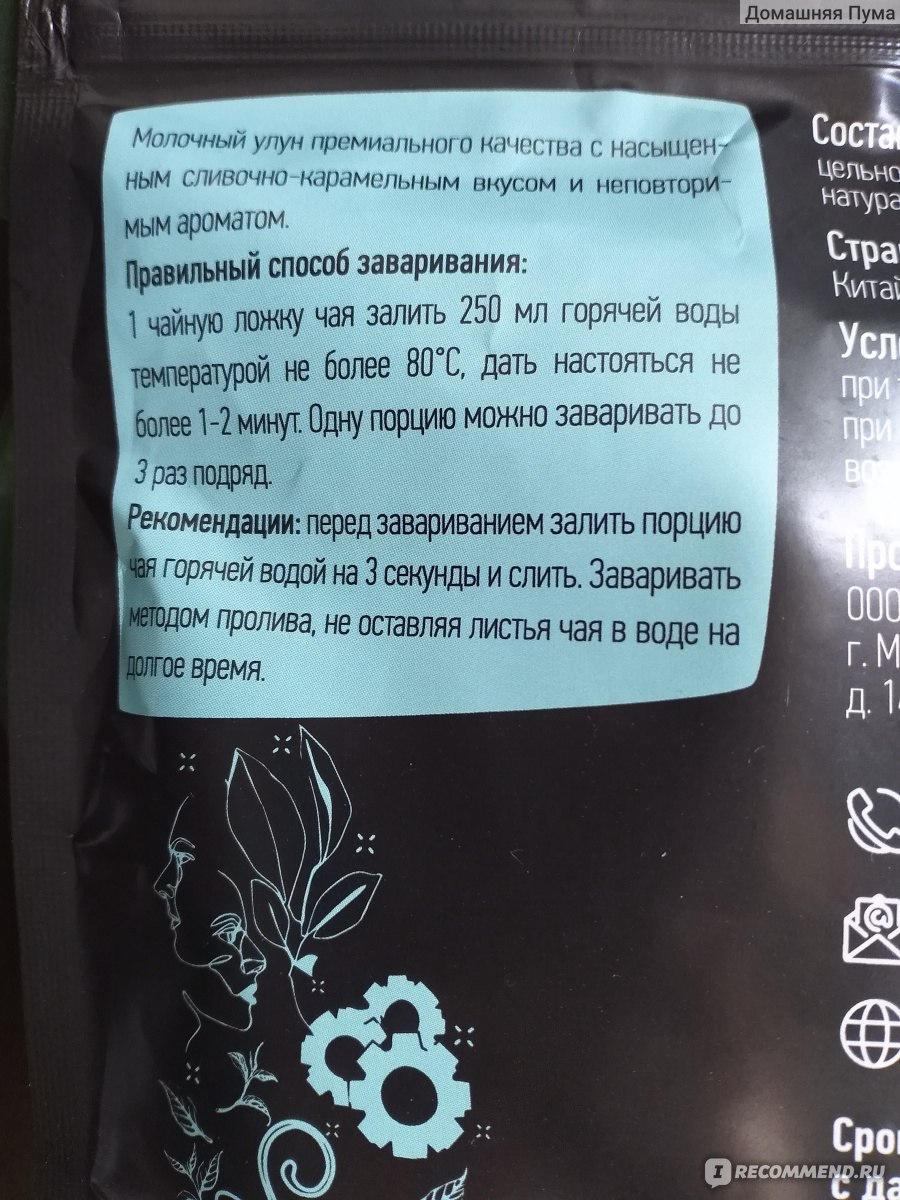 Домашняя Пума
Молочный улун премиального качества с насыщен-
ным сливочно-карамельным вкусом и неповтори-
мым ароматом.
Правильный способ заваривания:
1 чайную ложку чая залить 250 мл горячей воды
температурой не более 80°C, дать настояться не
более 1-2 минут. Одну порцию можно заваривать до
3 раз подряд.
Рекомендации: перед завариванием залить порцию
чая горячей водой на 3 секунды и слить. Заваривать
методом пролива, не оставляя листья чая в воде на
долгое время.
Соста
цельно
натура
Стра
Китай
Усл
при
при
ООО
г. М
д. 1
Сро
с да
IRECOMMEND.RU